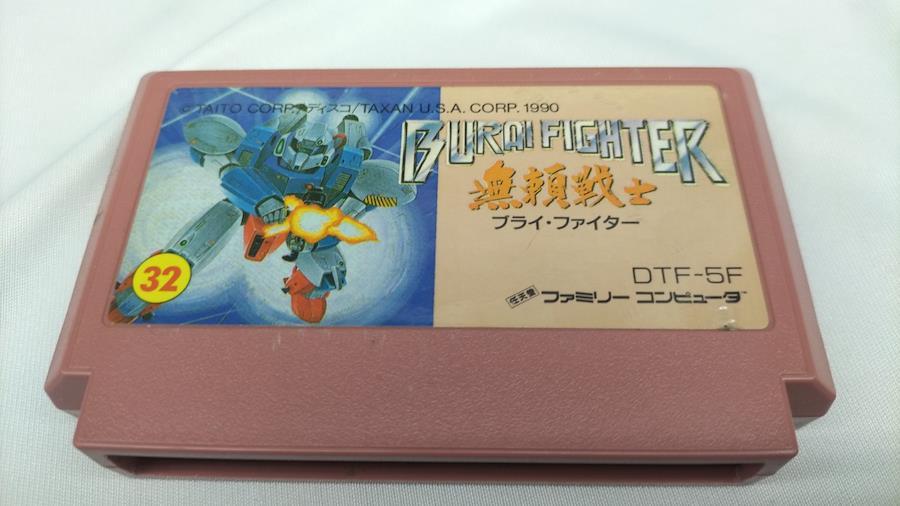 © TAITO CORP./ディスコ/TAXAN U.S.A. CORP. 1990
BURAI FIGHTER
無頼戦士
ブライ・ファイター
32
DTF-5F
任天堂 ファミリー コンピュータ